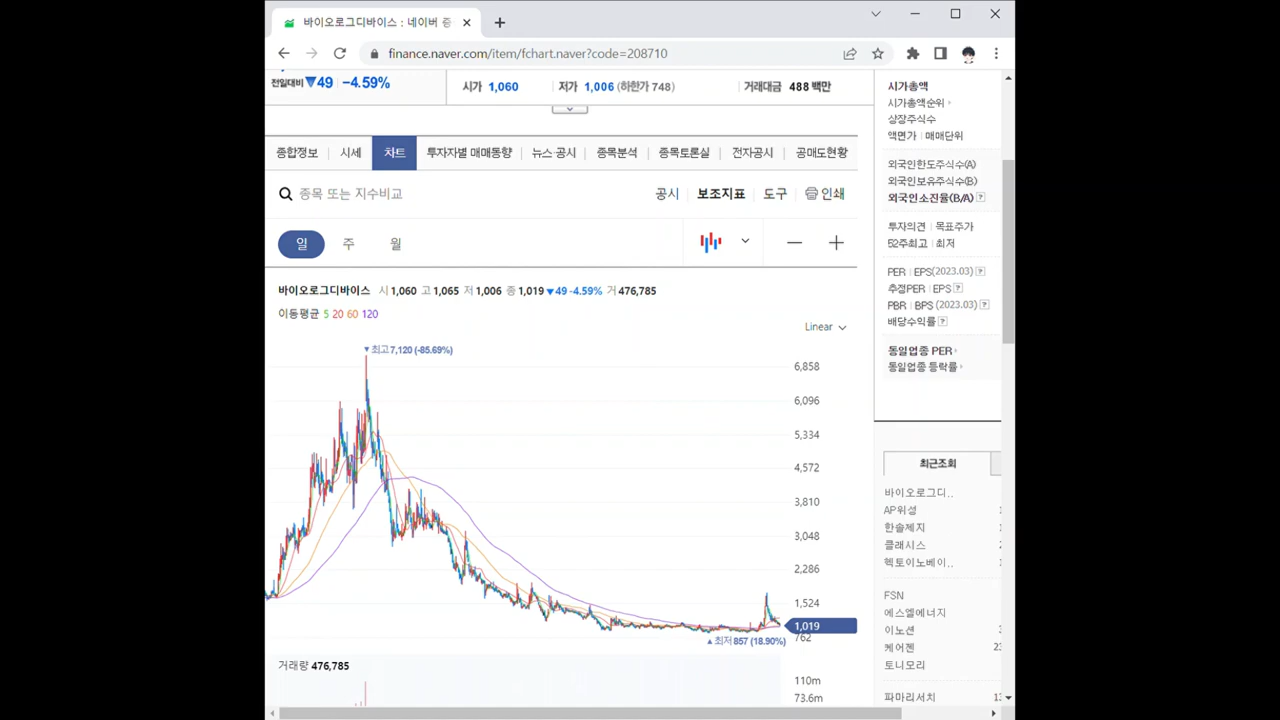 바이오로그디바이스 : 네이버 증
finance.naver.com/item/fchart.naver?code=208710
전일대비 ▼49 | −4.59%
시가 1,060
저가 1,006 (하한가 748)
거래대금 488 백만
종합정보
시세
차트
투자자별 매매동향
뉴스·공시
종목분석
종목토론실
전자공시
공매도현황
종목 또는 지수비교
공시
보조지표
도구
인쇄
일
주
월
바이오로그디바이스 시 1,060 고 1,065 저 1,006 종 1,019 ▼49 -4.59% 거 476,785
이동평균 5 20 60 120
Linear
▼최고 7,120 (-85.69%)
6,858
6,096
5,334
4,572
3,810
3,048
2,286
1,524
1,019
762
▲최저 857 (18.90%)
거래량 476,785
110m
73.6m
시가총액
시가총액순위
상장주식수
액면가 | 매매단위
외국인한도주식수(A)
외국인보유주식수(B)
외국인소진율(B/A) ?
투자의견 | 목표주가
52주최고 | 최저
PER | EPS(2023.03) ?
추정PER | EPS ?
PBR | BPS (2023.03) ?
배당수익률 ?
동일업종 PER
동일업종 등락률
최근조회
바이오로그디..
AP위성
한솔제지
클래시스
헥토이노베이..
FSN
에스엘에너지
이노션
케어젠
토니모리
파마리서치